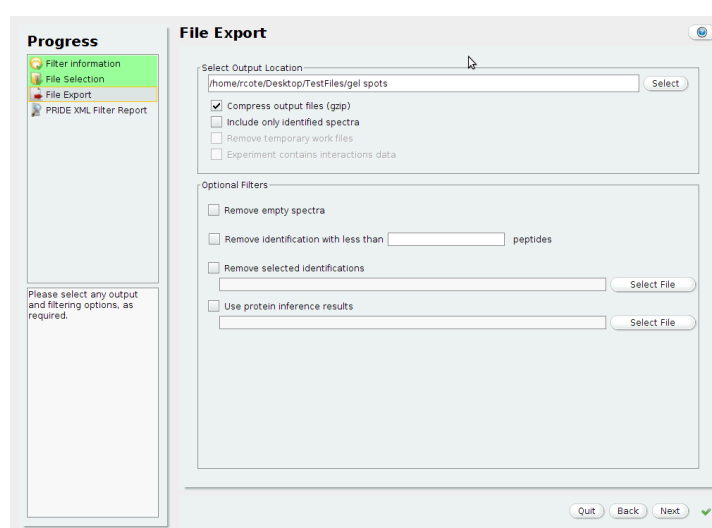 Progress
Filter information
File Selection
File Export
PRIDE XML Filter Report
Please select any output
and filtering options, as
required.
File Export
Select Output Location
/home/rcote/Desktop/TestFiles/gel spots
Select
Compress output files (gzip)
Include only identified spectra
Remove temporary work files
Experiment contains interactions data
Optional Filters
Remove empty spectra
Remove identification with less than peptides
Remove selected identifications
Select File
Use protein inference results
Select File
Quit Back Next